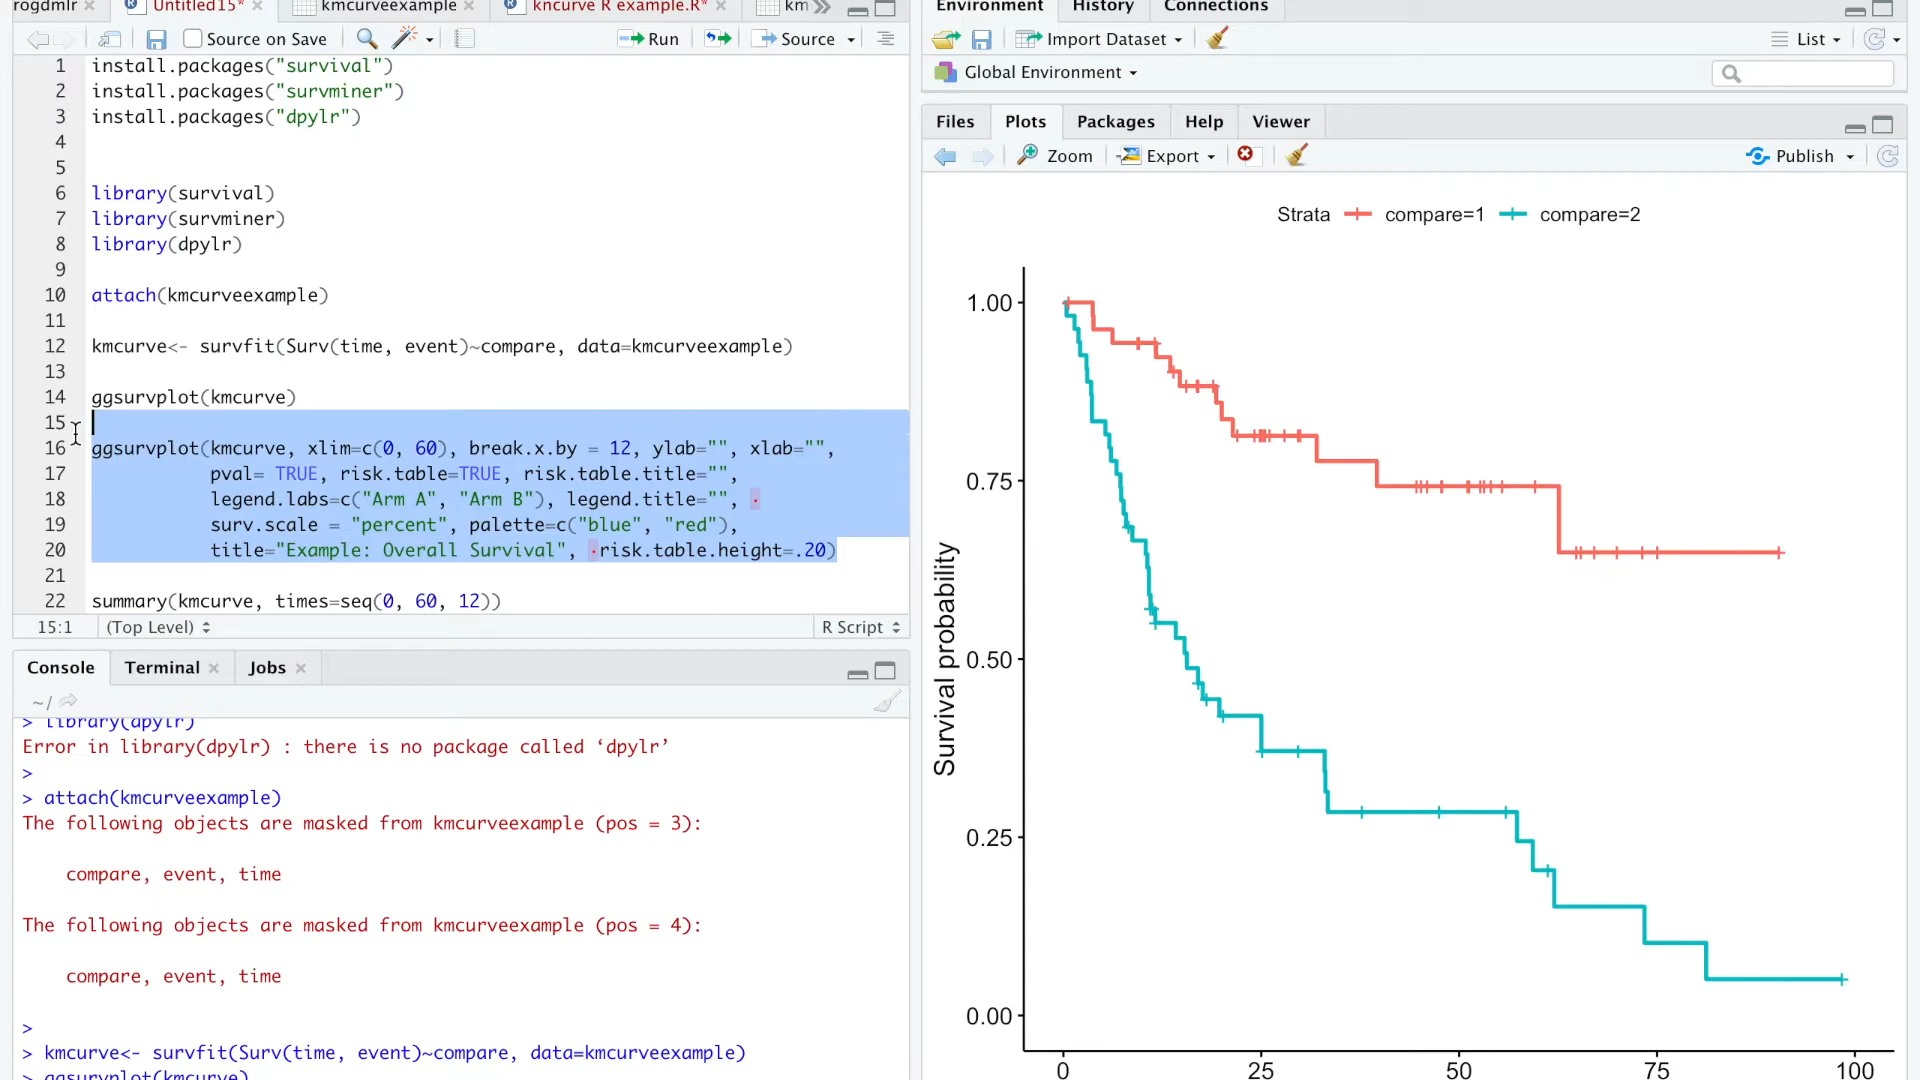 rogdmlr
Untitled15*
kmcurveexample
kncurve R example.R*
km
Source on Save
Run
Source
1 install.packages("survival")
2 install.packages("survminer")
3 install.packages("dpylr")
4
5
6 library(survival)
7 library(survminer)
8 library(dpylr)
9
10 attach(kmcurveexample)
11
12 kmcurve<- survfit(Surv(time, event)~compare, data=kmcurveexample)
13
14 ggsurvplot(kmcurve)
15
16 ggsurvplot(kmcurve, xlim=c(0, 60), break.x.by = 12, ylab="", xlab="",
17 pval= TRUE, risk.table=TRUE, risk.table.title="",
18 legend.labs=c("Arm A", "Arm B"), legend.title="", ·
19 surv.scale = "percent", palette=c("blue", "red"),
20 title="Example: Overall Survival", ·risk.table.height=.20)
21
22 summary(kmcurve, times=seq(0, 60, 12))
15:1 (Top Level) R Script
Console Terminal Jobs
~/
> library(dpylr)
Error in library(dpylr) : there is no package called ‘dpylr’
>
> attach(kmcurveexample)
The following objects are masked from kmcurveexample (pos = 3):
compare, event, time
The following objects are masked from kmcurveexample (pos = 4):
compare, event, time
>
> kmcurve<- survfit(Surv(time, event)~compare, data=kmcurveexample)
> ggsurvplot(kmcurve)
Environment History Connections
Import Dataset
List
Global Environment
Files Plots Packages Help Viewer
Zoom Export Publish
Strata compare=1 compare=2
Survival probability
1.00
0.75
0.50
0.25
0.00
0 25 50 75 100